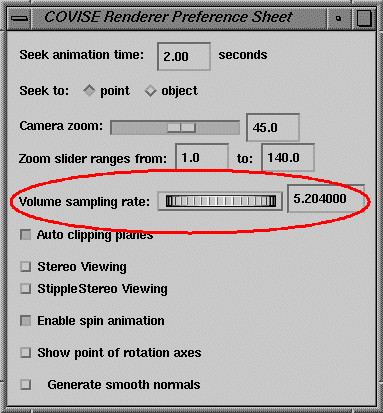 COVISE Renderer Preference Sheet
Seek animation time: 2.00 seconds
Seek to: point object
Camera zoom: 45.0
Zoom slider ranges from: 1.0 to: 140.0
Volume sampling rate: 5.204000
Auto clipping planes
Stereo Viewing
StippleStereo Viewing
Enable spin animation
Show point of rotation axes
Generate smooth normals